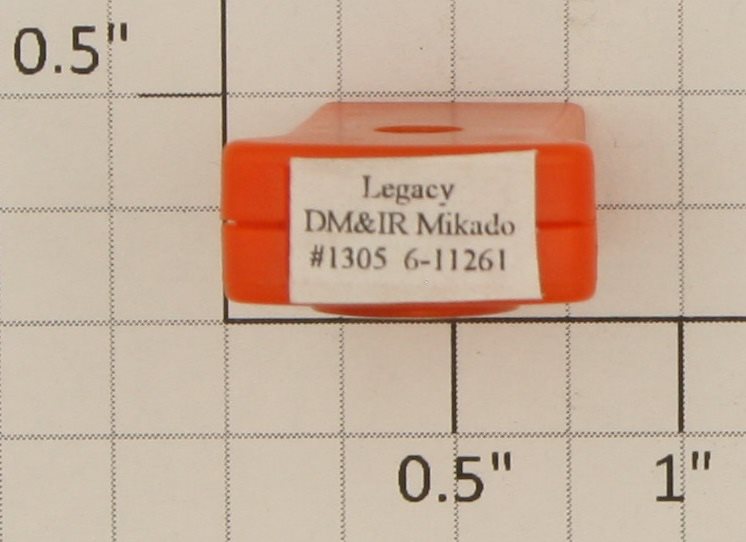 0.5"
Legacy
DM&IR Mikado
#1305 6-11261
0.5" 1"